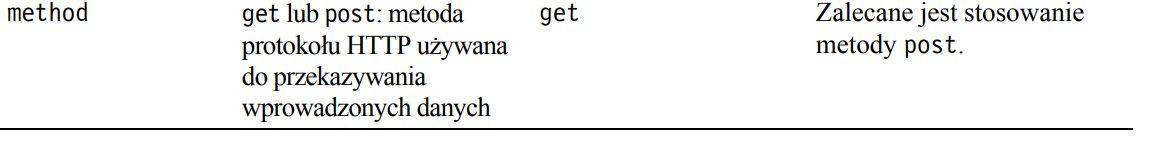 method get lub post: metoda get Zalecane jest stosowanie
protokołu HTTP używana metody post.
do przekazywania
wprowadzonych danych